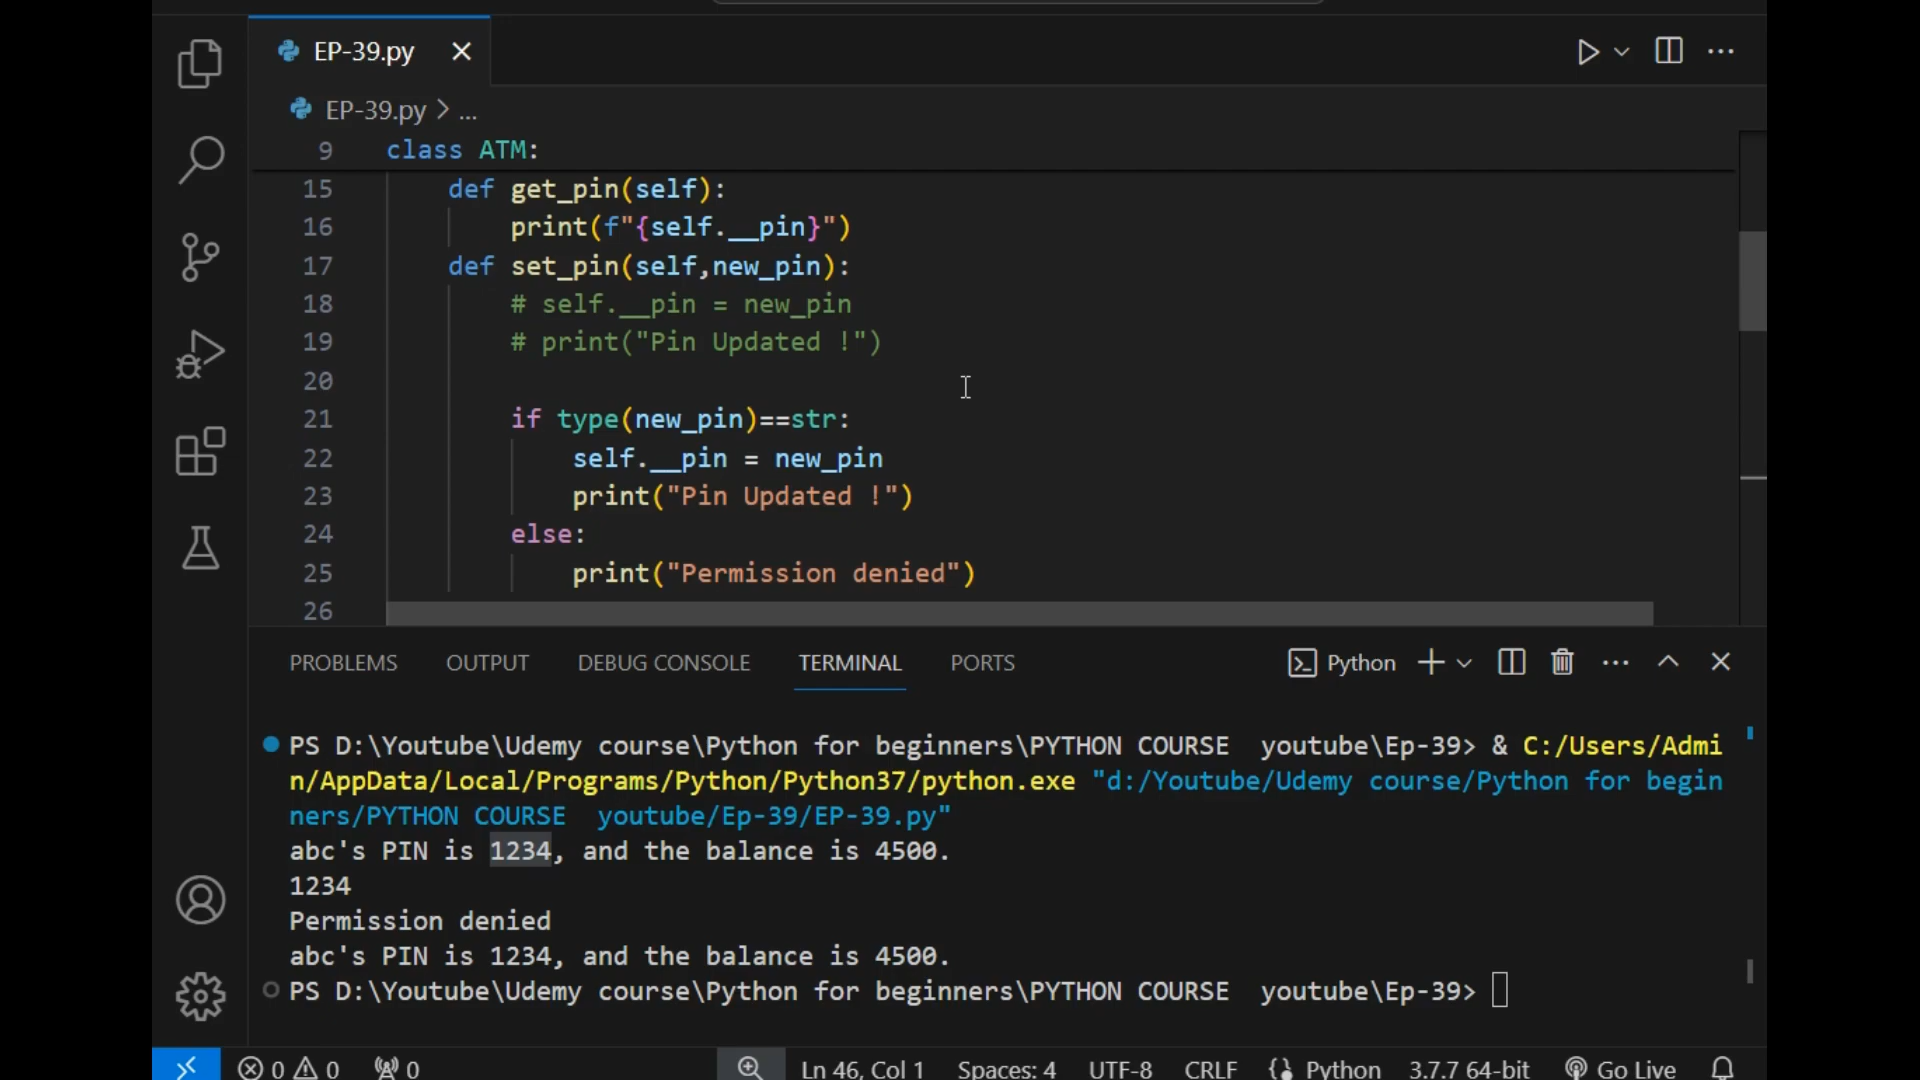 EP-39.py
EP-39.py > ...
9 class ATM:
15 def get_pin(self):
16 print(f"{self.__pin}")
17 def set_pin(self,new_pin):
18 # self.__pin = new_pin
19 # print("Pin Updated !")
20
21 if type(new_pin)==str:
22 self.__pin = new_pin
23 print("Pin Updated !")
24 else:
25 print("Permission denied")
26
PROBLEMS OUTPUT DEBUG CONSOLE TERMINAL PORTS Python
PS D:\Youtube\Udemy course\Python for beginners\PYTHON COURSE  youtube\Ep-39> & C:/Users/Admi
n/AppData/Local/Programs/Python/Python37/python.exe "d:/Youtube/Udemy course/Python for begin
ners/PYTHON COURSE  youtube/Ep-39/EP-39.py"
abc's PIN is 1234, and the balance is 4500.
1234
Permission denied
abc's PIN is 1234, and the balance is 4500.
PS D:\Youtube\Udemy course\Python for beginners\PYTHON COURSE  youtube\Ep-39>
0 0 0 Ln 46, Col 1 Spaces: 4 UTF-8 CRLF Python 3.7.7 64-bit Go Live